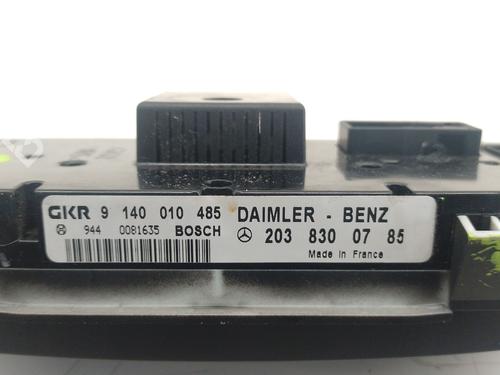 GKR 9 140 010 485 DAIMLER - BENZ
944 0081635 BOSCH 203 830 07 85
Made in France